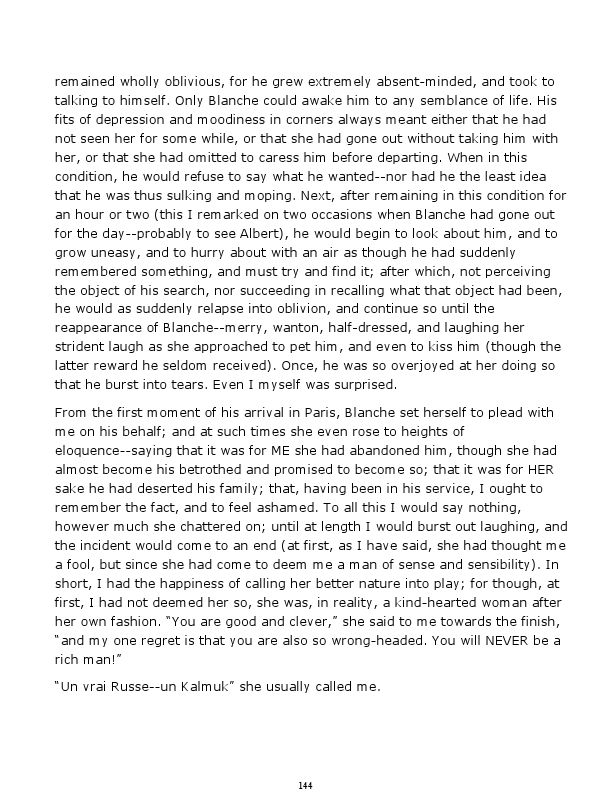 remained wholly oblivious, for he grew extremely absent-minded, and took to
talking to himself. Only Blanche could awake him to any semblance of life. His
fits of depression and moodiness in corners always meant either that he had
not seen her for some while, or that she had gone out without taking him with
her, or that she had omitted to caress him before departing. When in this
condition, he would refuse to say what he wanted--nor had he the least idea
that he was thus sulking and moping. Next, after remaining in this condition for
an hour or two (this I remarked on two occasions when Blanche had gone out
for the day--probably to see Albert), he would begin to look about him, and to
grow uneasy, and to hurry about with an air as though he had suddenly
remembered something, and must try and find it; after which, not perceiving
the object of his search, nor succeeding in recalling what that object had been,
he would as suddenly relapse into oblivion, and continue so until the
reappearance of Blanche--merry, wanton, half-dressed, and laughing her
strident laugh as she approached to pet him, and even to kiss him (though the
latter reward he seldom received). Once, he was so overjoyed at her doing so
that he burst into tears. Even I myself was surprised.
From the first moment of his arrival in Paris, Blanche set herself to plead with
me on his behalf; and at such times she even rose to heights of
eloquence--saying that it was for ME she had abandoned him, though she had
almost become his betrothed and promised to become so; that it was for HER
sake he had deserted his family; that, having been in his service, I ought to
remember the fact, and to feel ashamed. To all this I would say nothing,
however much she chattered on; until at length I would burst out laughing, and
the incident would come to an end (at first, as I have said, she had thought me
a fool, but since she had come to deem me a man of sense and sensibility). In
short, I had the happiness of calling her better nature into play; for though, at
first, I had not deemed her so, she was, in reality, a kind-hearted woman after
her own fashion. “You are good and clever,” she said to me towards the finish,
“and my one regret is that you are also so wrong-headed. You will NEVER be a
rich man!”
“Un vrai Russe--un Kalmuk” she usually called me.
144